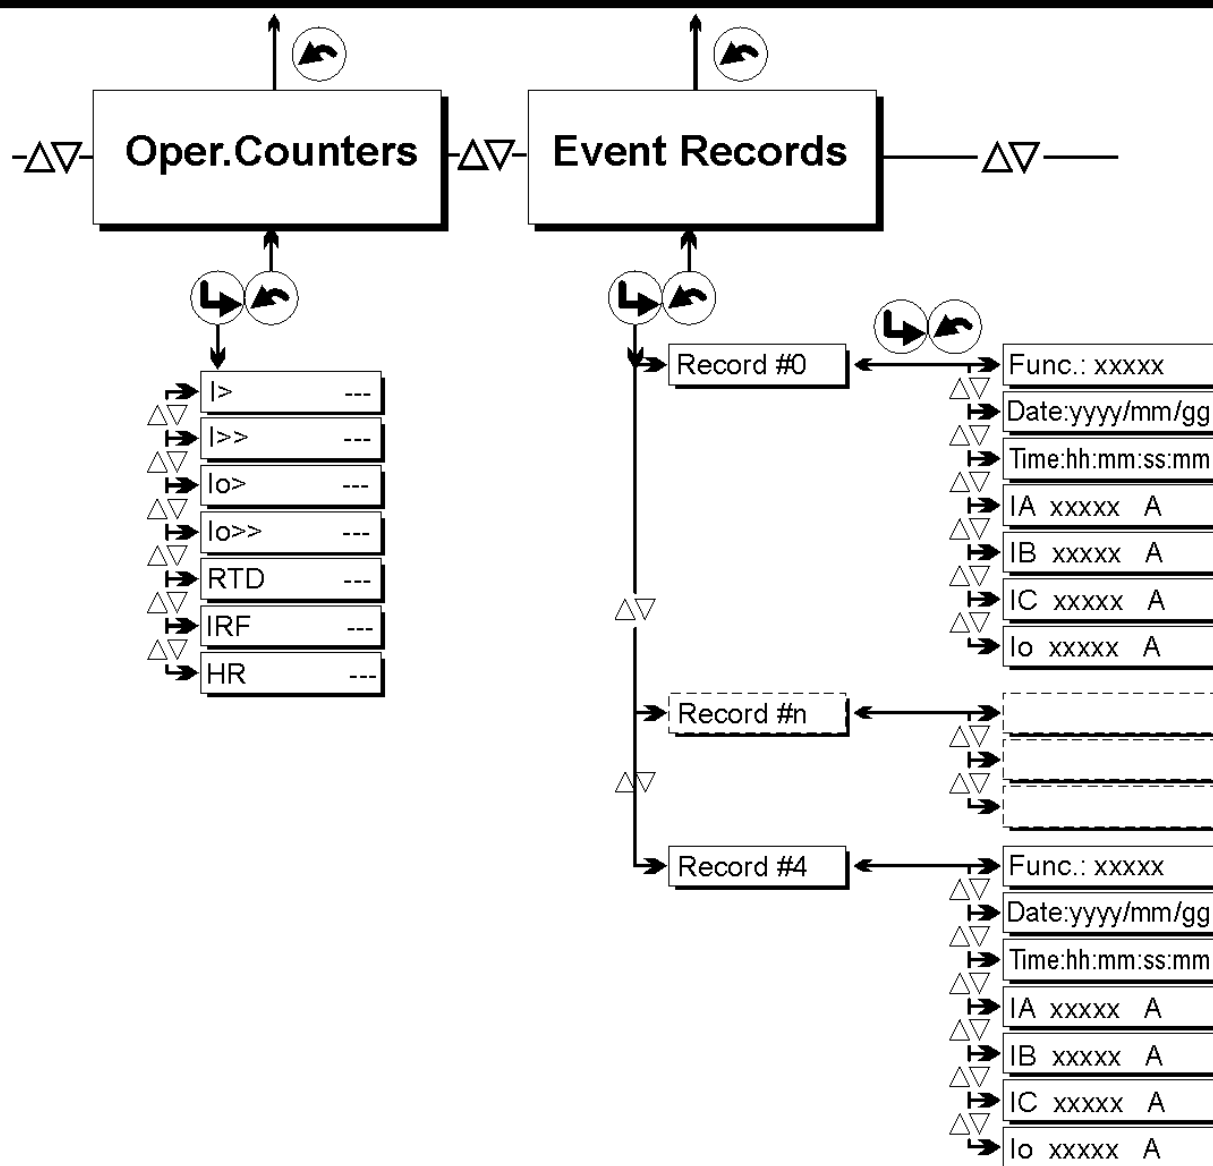 Oper.Counters
Event Records
I> ---
I>> ---
Io> ---
Io>> ---
RTD ---
IRF ---
HR ---
Record #0
Func.: xxxxx
Date:yyyy/mm/gg
Time:hh:mm:ss:mm
IA xxxxx A
IB xxxxx A
IC xxxxx A
Io xxxxx A
Record #n
Record #4
Func.: xxxxx
Date:yyyy/mm/gg
Time:hh:mm:ss:mm
IA xxxxx A
IB xxxxx A
IC xxxxx A
Io xxxxx A